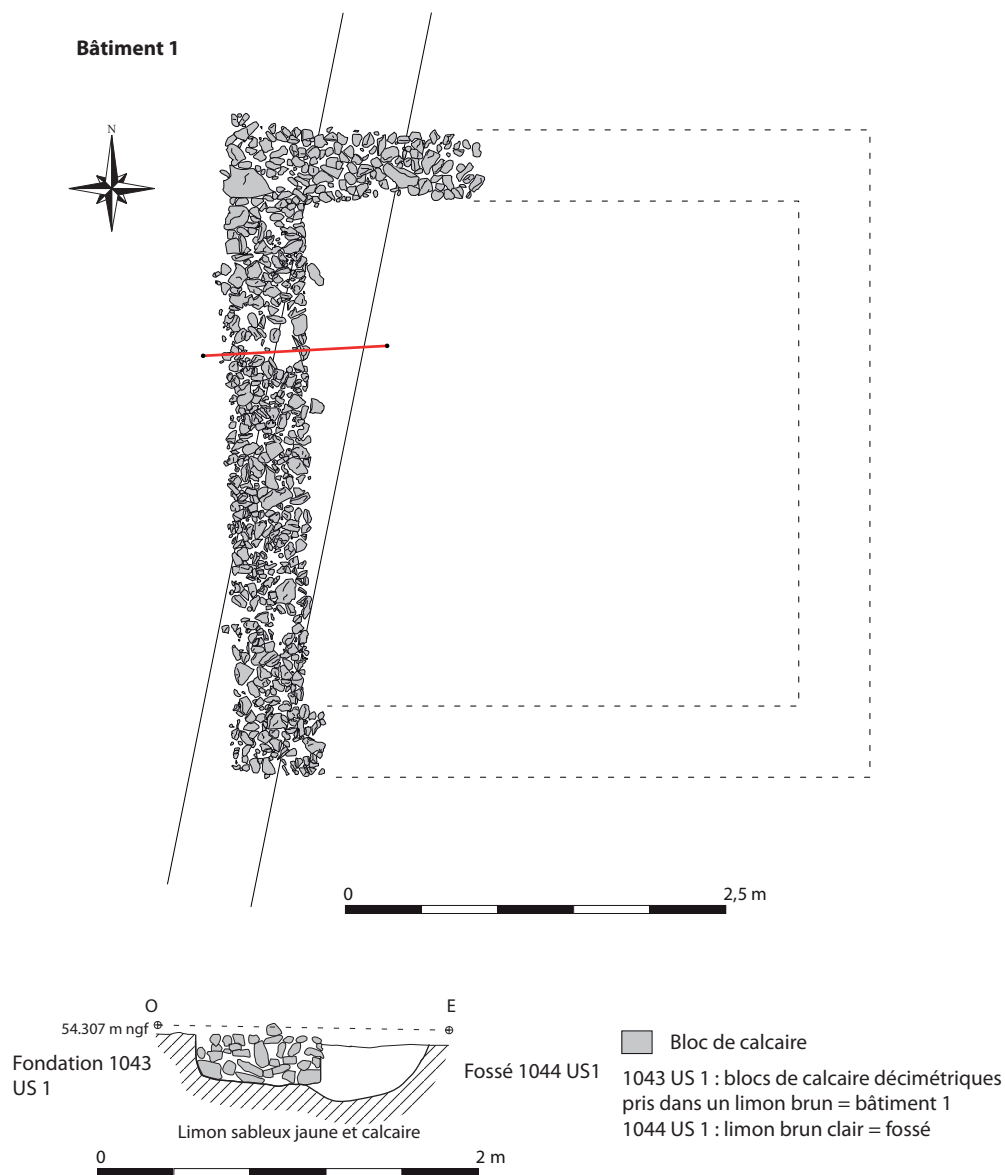 Bâtiment 1
N
0 2,5 m
O E
54.307 m ngf
Fondation 1043
US 1
Fossé 1044 US1
Limon sableux jaune et calcaire
0 2 m
Bloc de calcaire
1043 US 1 : blocs de calcaire décimétriques
pris dans un limon brun = bâtiment 1
1044 US 1 : limon brun clair = fossé